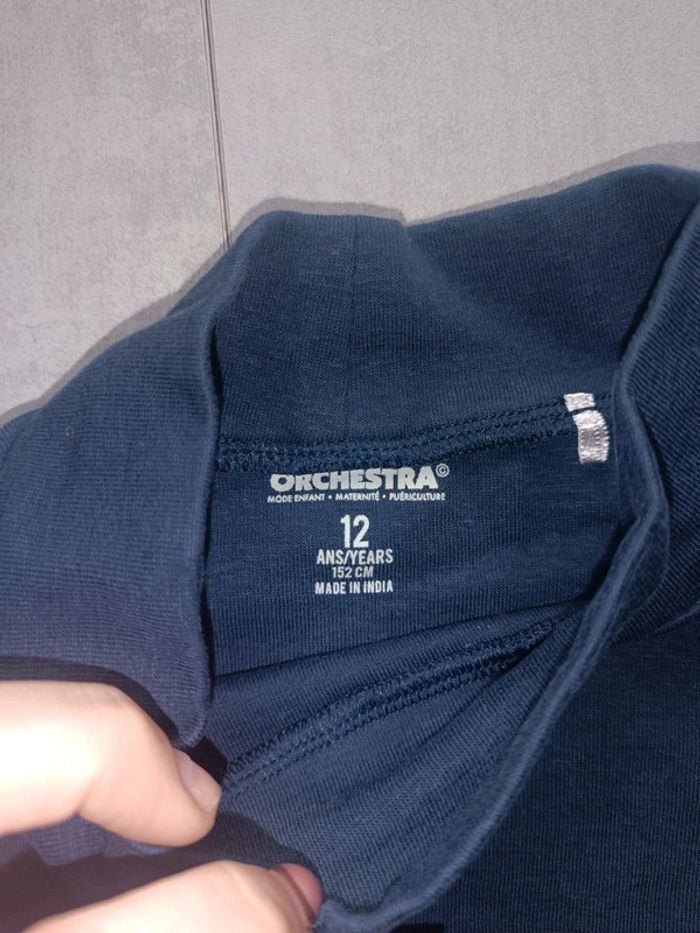 ORCHESTRA©
MODE ENFANT • MATERNITÉ • PUÉRICULTURE
12
ANS/YEARS
152 CM
MADE IN INDIA